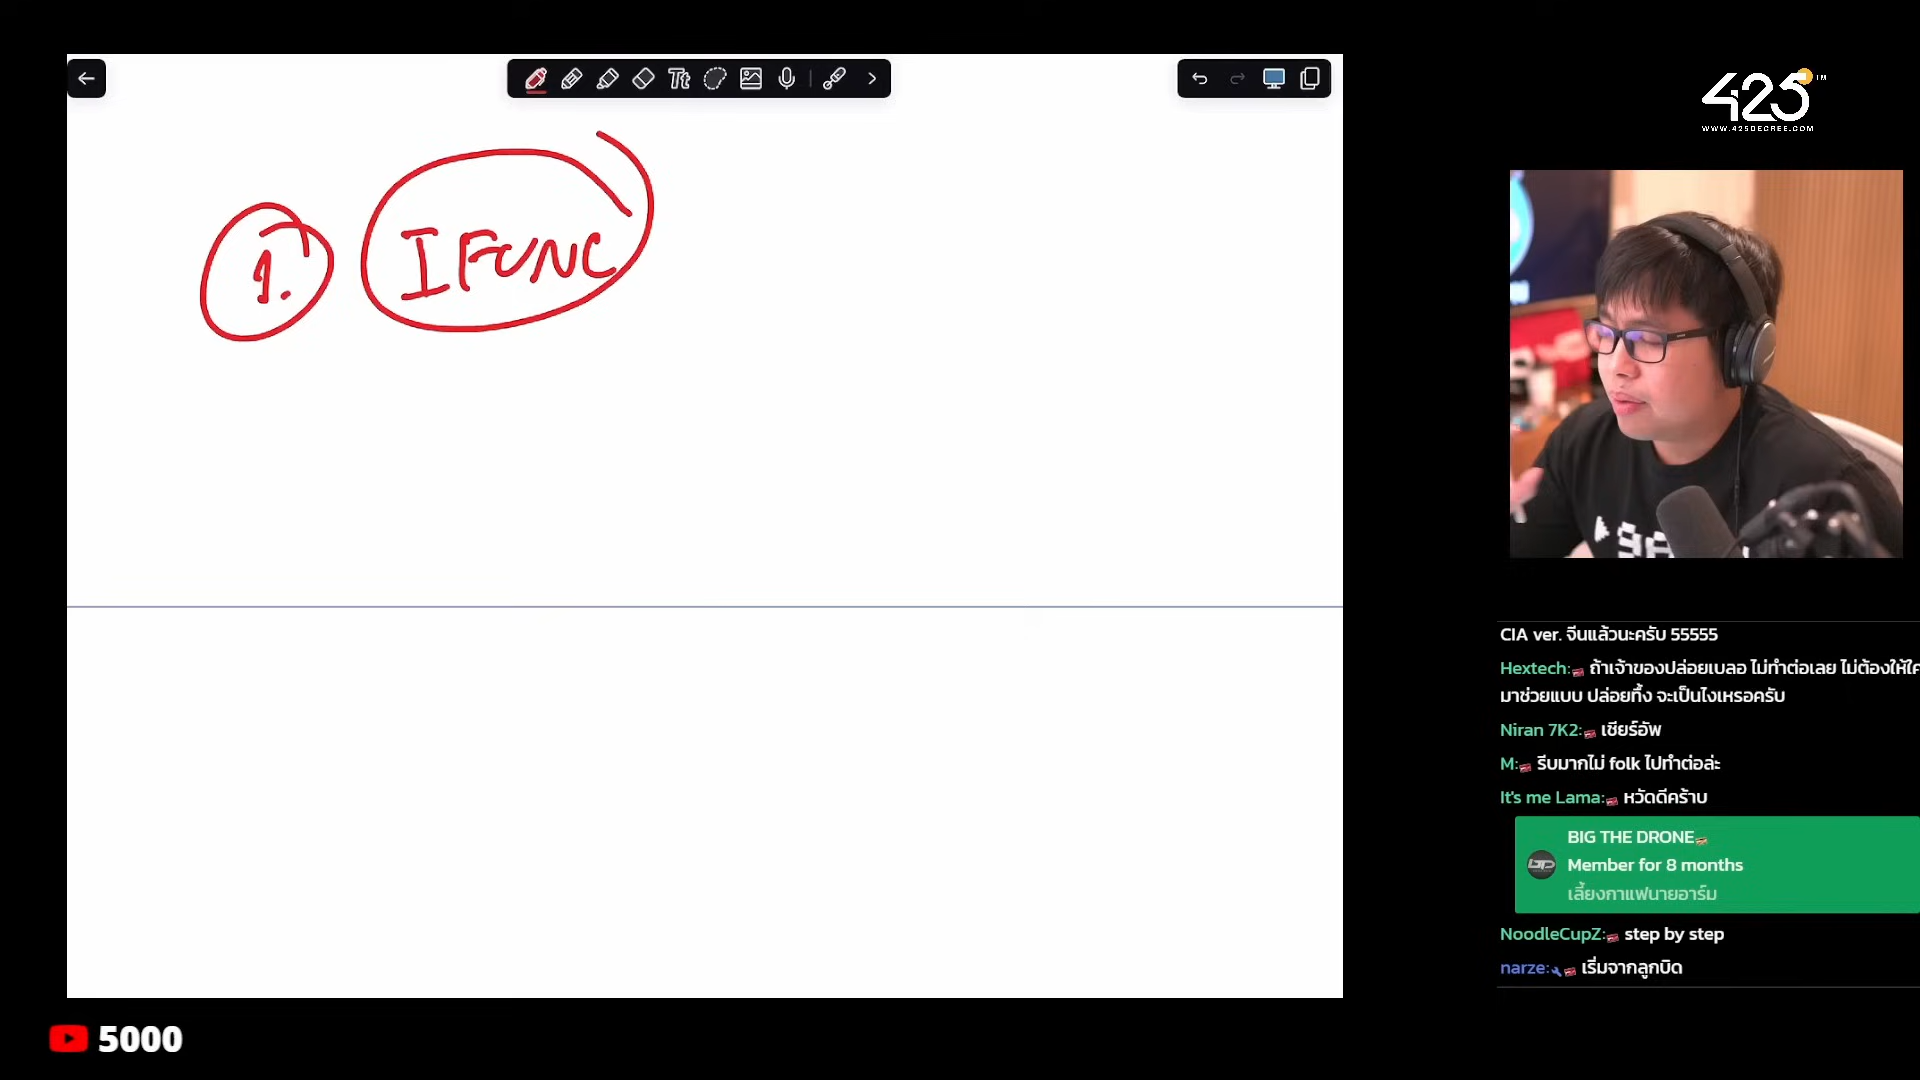 1. IFUNC
425 TM
WWW.425DEGREE.COM
CIA ver. จีนแล้วนะครับ 55555
Hextech: ถ้าเจ้าของปล่อยเบลอ ไม่ทำต่อเลย ไม่ต้องให้ใค
มาช่วยแบบ ปล่อยทิ้ง จะเป็นไงเหรอครับ
Niran 7K2: เชียร์อัพ
M: รีบมากไม่ folk ไปทำต่อล่ะ
It's me Lama: หวัดดีคร้าบ
BIG THE DRONE
Member for 8 months
เลี้ยงกาแฟนายอาร์ม
NoodleCupZ: step by step
narze: เริ่มจากลูกบิด
5000